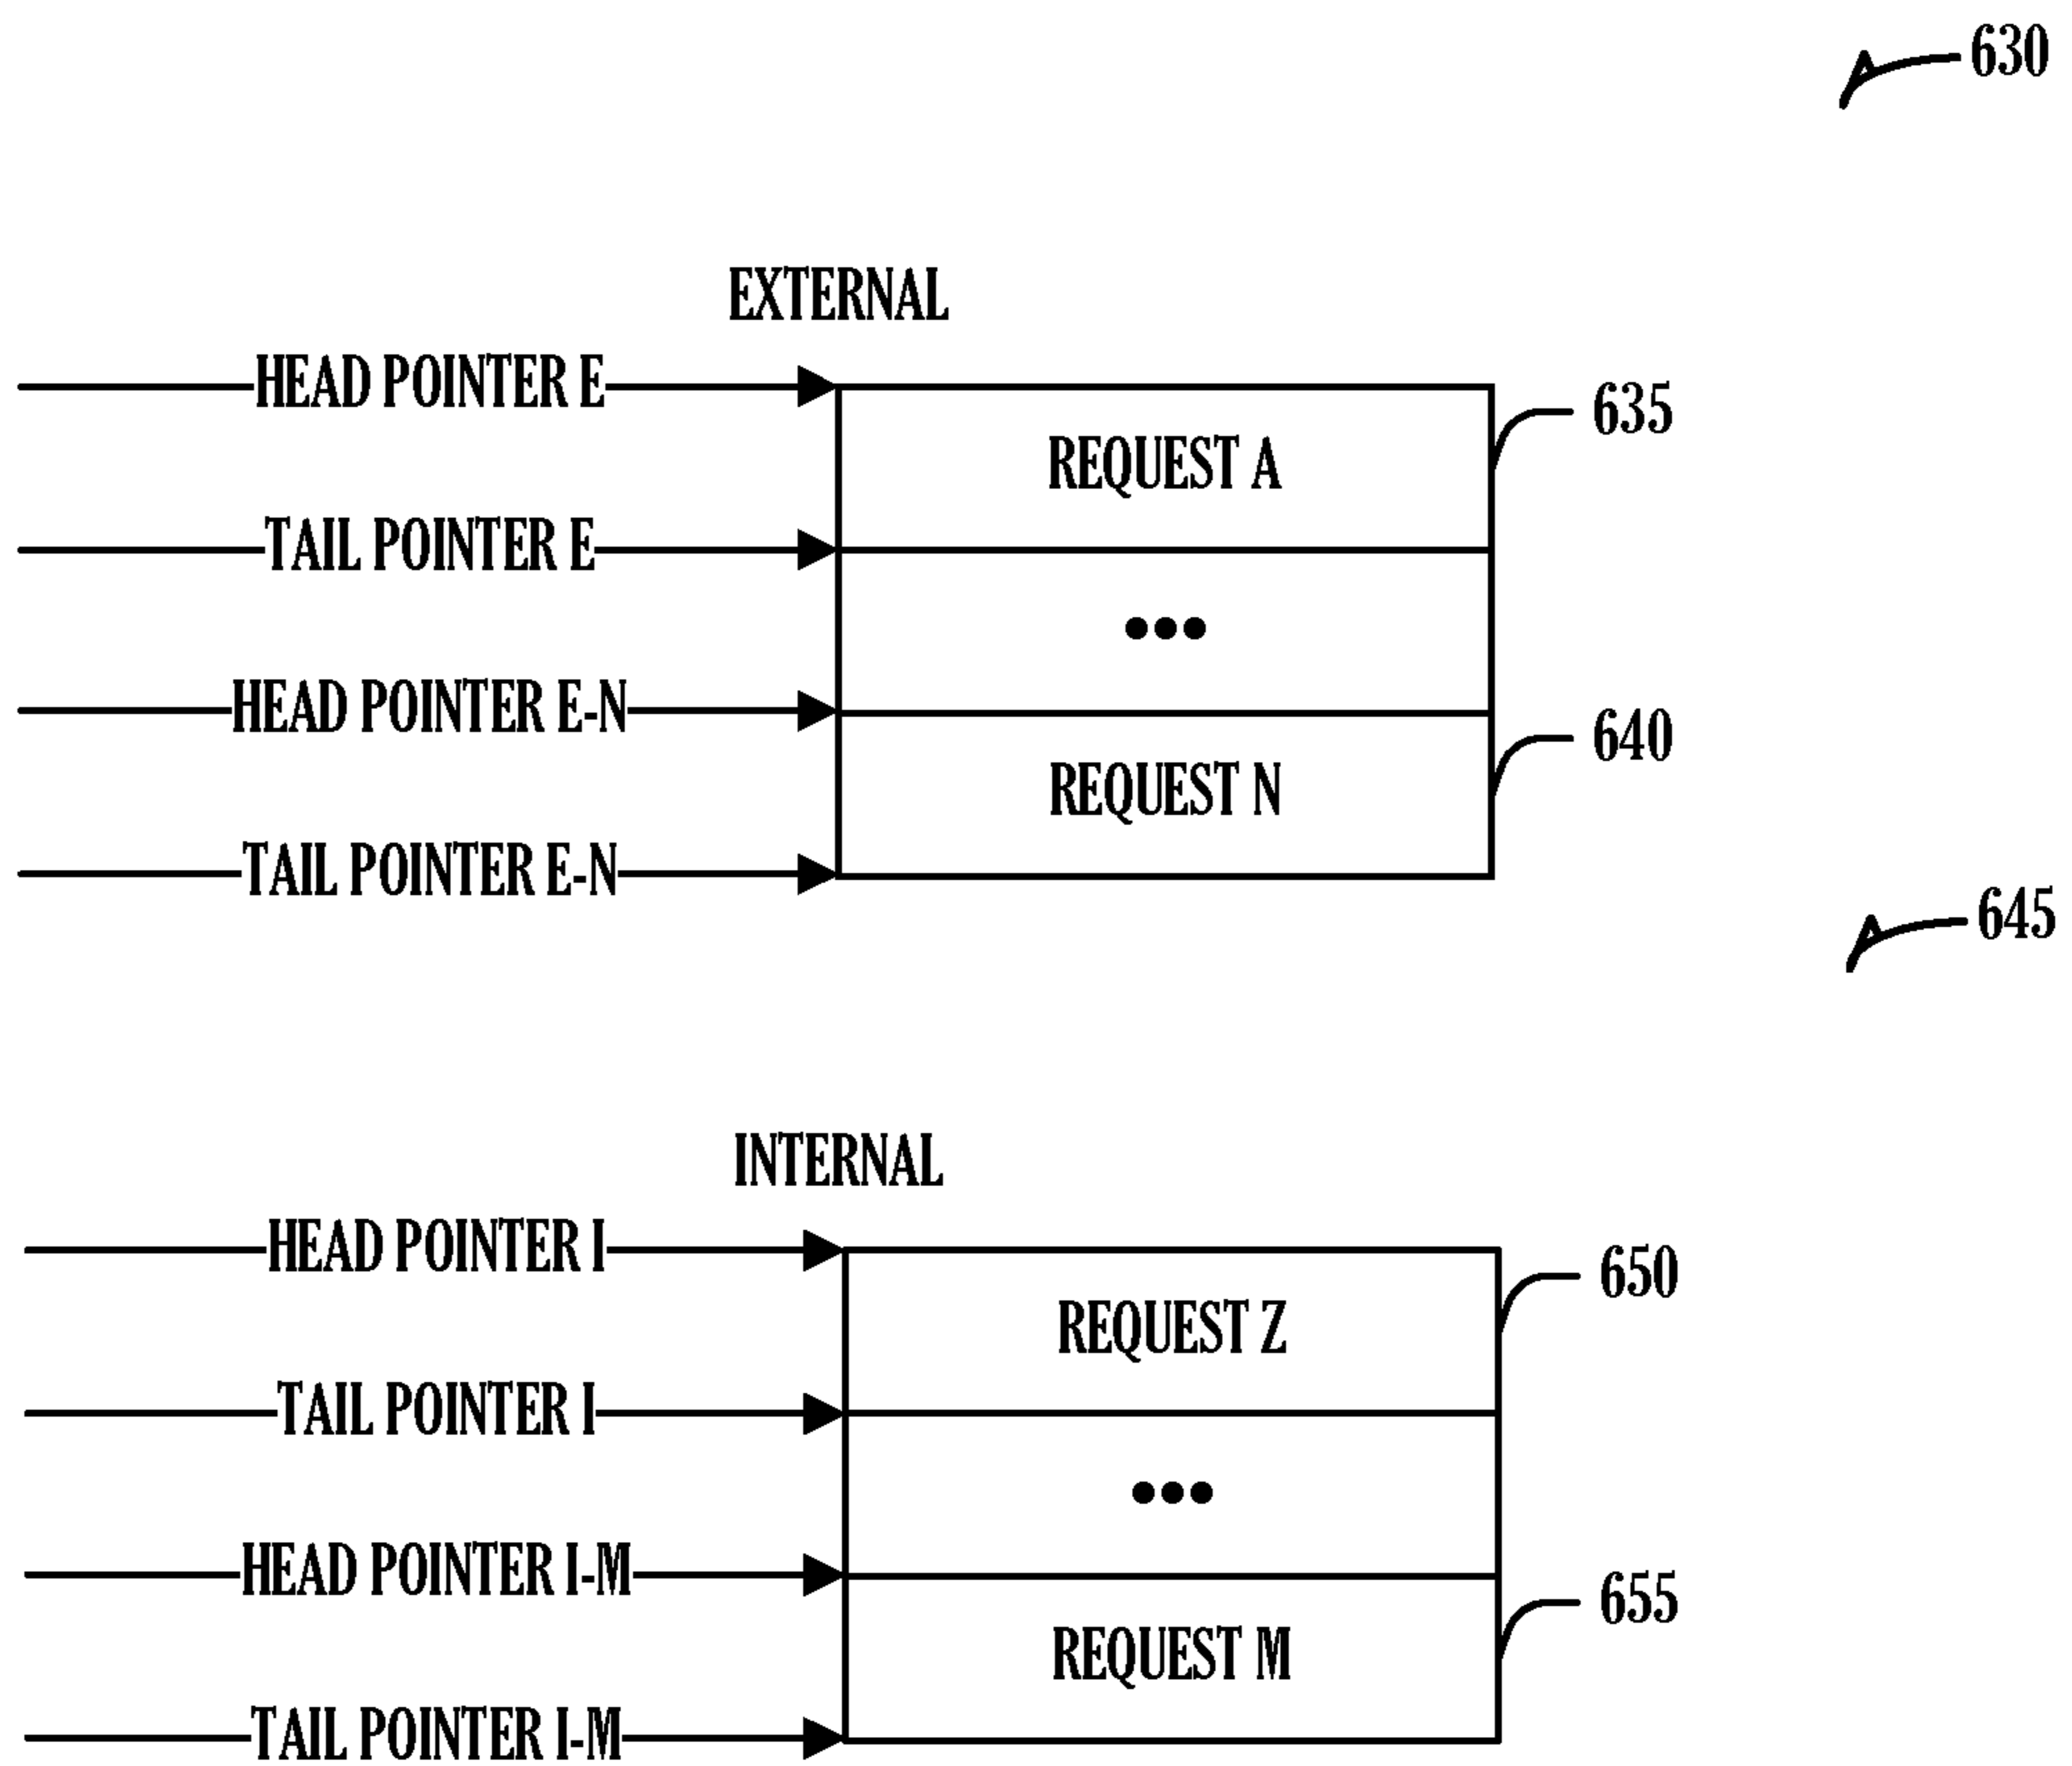 630
EXTERNAL
HEAD POINTER E
635
REQUEST A
TAIL POINTER E
•••
HEAD POINTER E-N
640
REQUEST N
TAIL POINTER E-N
645
INTERNAL
HEAD POINTER I
650
REQUEST Z
TAIL POINTER I
•••
HEAD POINTER I-M
655
REQUEST M
TAIL POINTER I-M